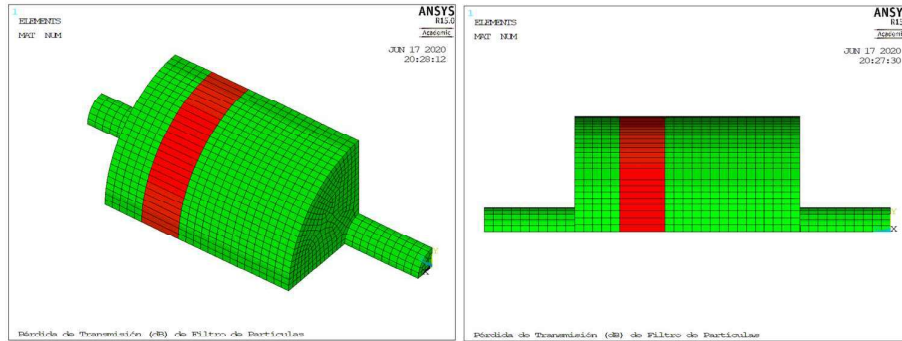 1
ELEMENTS
MAT NUM
ANSYS
R15.0
Academic
JUN 17 2020
20:28:12
Y
X
Pérdida de Transmisión (dB) de Filtro de Partículas
1
ELEMENTS
MAT NUM
ANSYS
R15
Academic
JUN 17 2020
20:27:30
Y
X
Pérdida de Transmisión (dB) de Filtro de Partículas